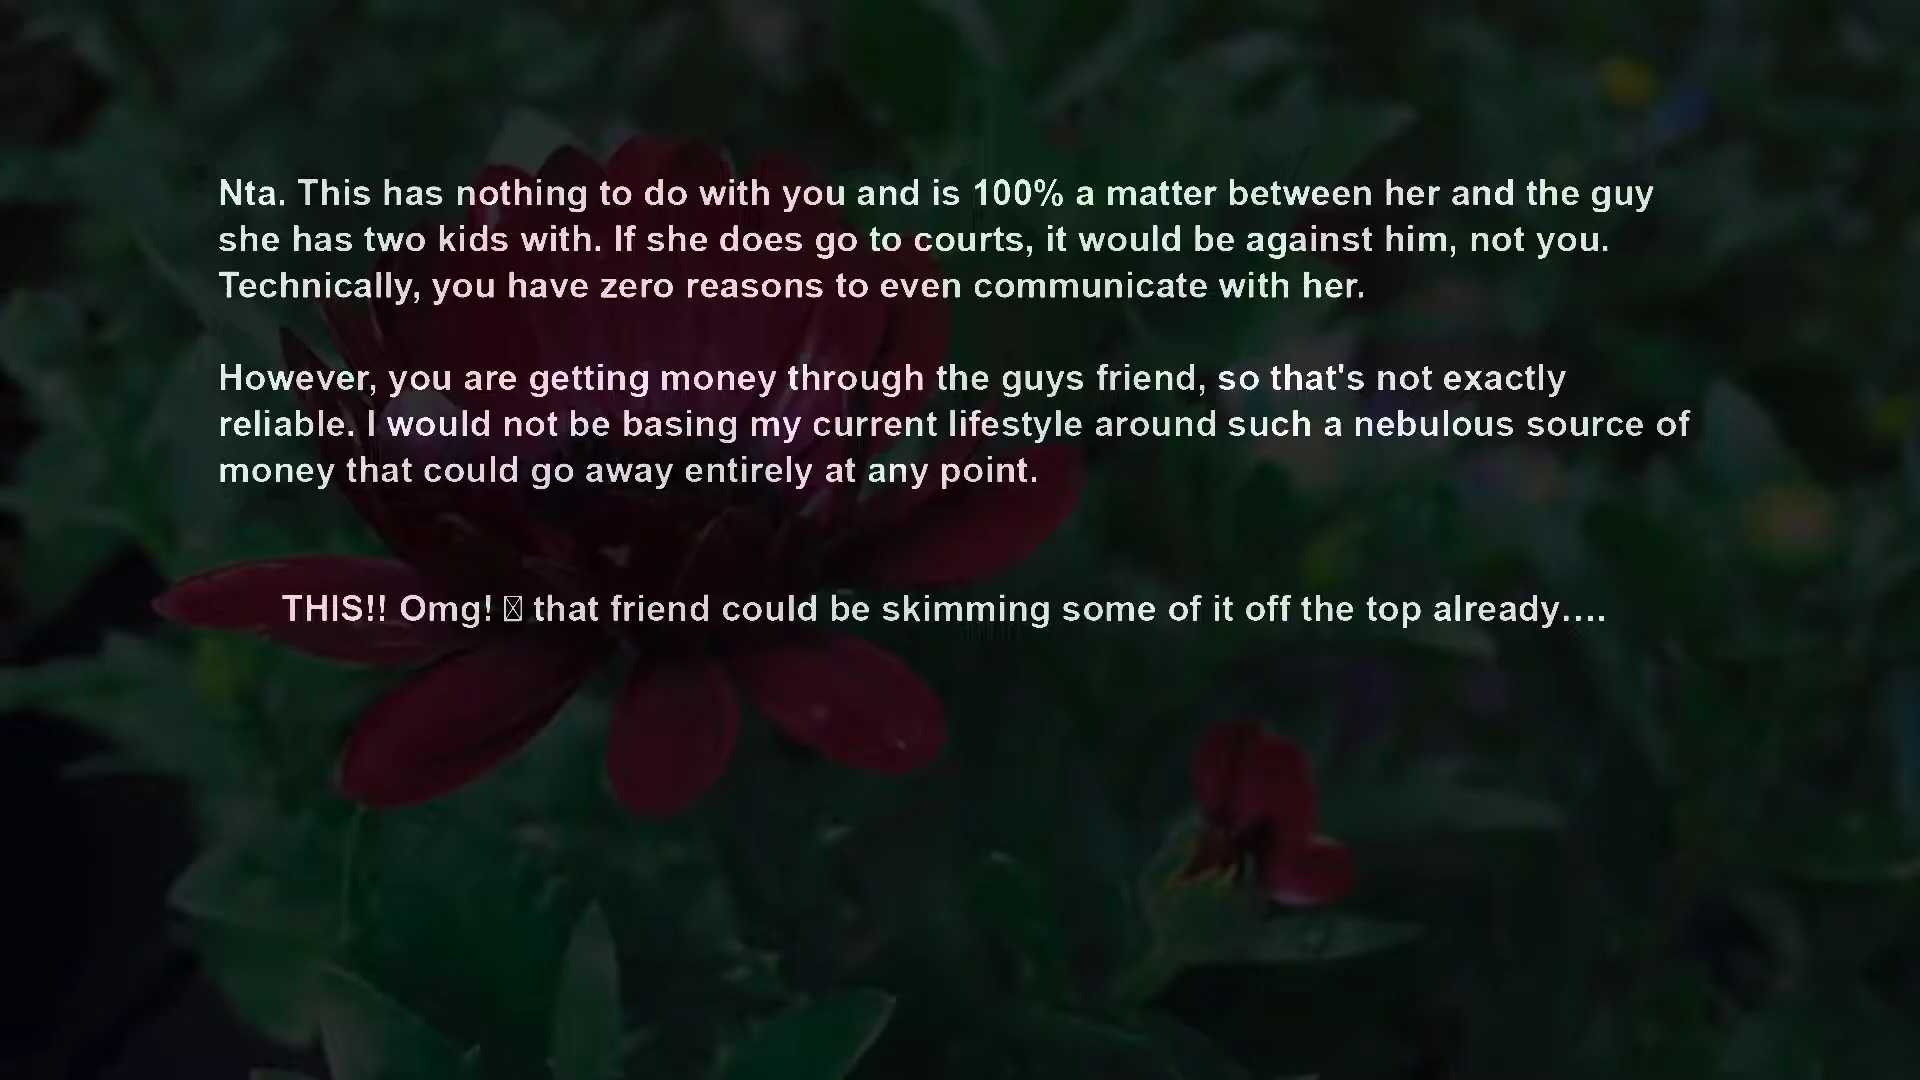 Nta. This has nothing to do with you and is 100% a matter between her and the guy
she has two kids with. If she does go to courts, it would be against him, not you.
Technically, you have zero reasons to even communicate with her.
However, you are getting money through the guys friend, so that's not exactly
reliable. I would not be basing my current lifestyle around such a nebulous source of
money that could go away entirely at any point.
THIS!! Omg! that friend could be skimming some of it off the top already....